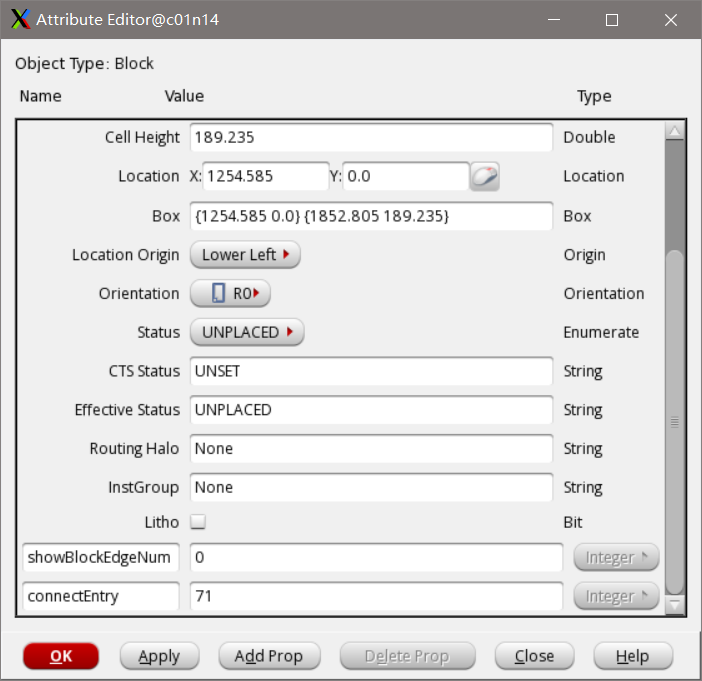 Attribute Editor@c01n14
Object Type: Block
Name Value Type
Cell Height 189.235 Double
Location X: 1254.585 Y: 0.0 Location
Box {1254.585 0.0} {1852.805 189.235} Box
Location Origin Lower Left Origin
Orientation R0 Orientation
Status UNPLACED Enumerate
CTS Status UNSET String
Effective Status UNPLACED String
Routing Halo None String
InstGroup None String
Litho Bit
showBlockEdgeNum 0 Integer
connectEntry 71 Integer
OK Apply Add Prop Delete Prop Close Help